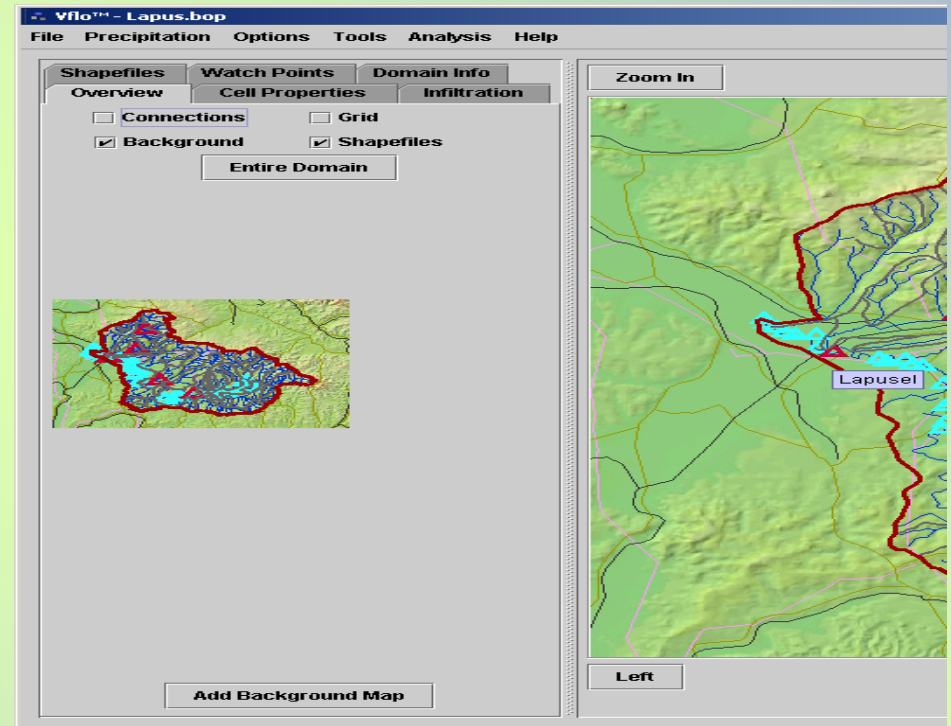 Vflo™ - Lapus.bop
File Precipitation Options Tools Analysis Help
Shapefiles Watch Points Domain Info
Overview Cell Properties Infiltration
Connections Grid
Background Shapefiles
Entire Domain
Add Background Map
Zoom In
Lapusel
Left